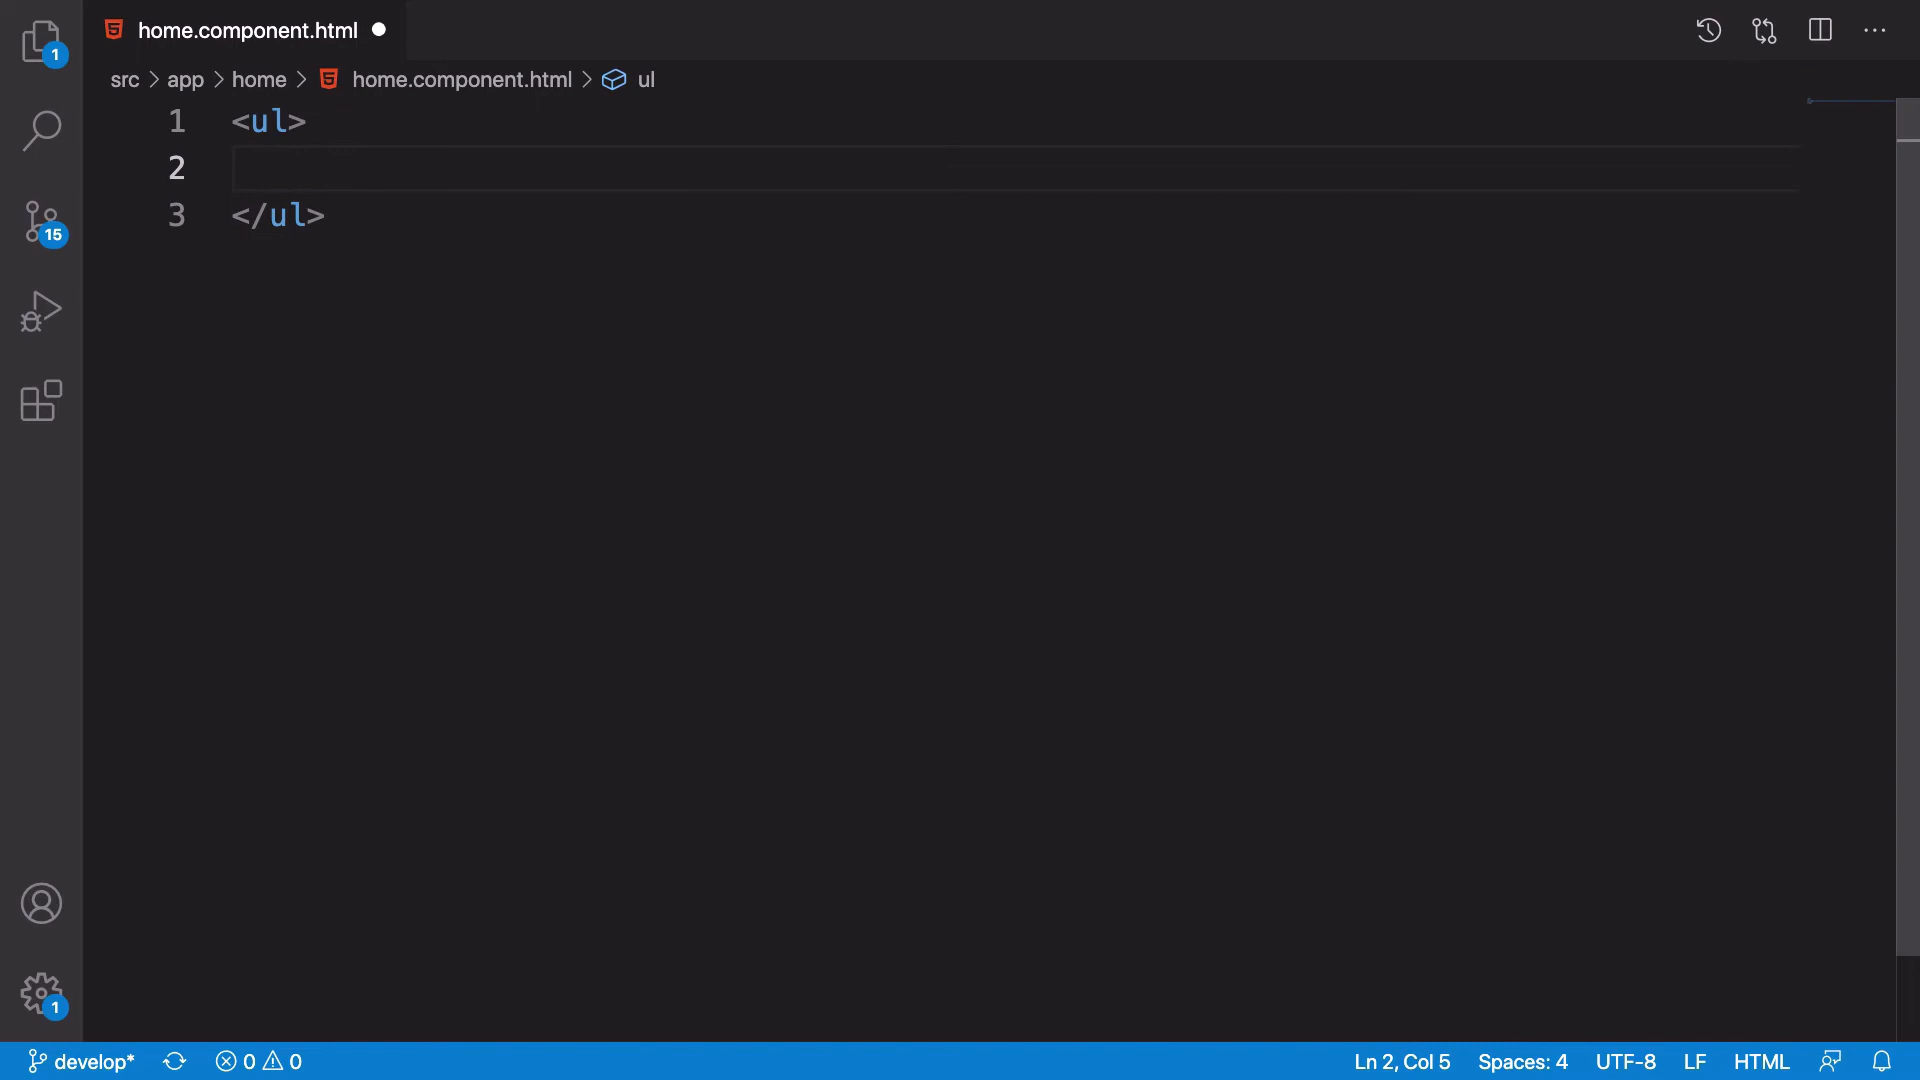 home.component.html
src > app > home > home.component.html > ul
1 <ul>
2
3 </ul>
1
15
1
develop* 0 0 Ln 2, Col 5 Spaces: 4 UTF-8 LF HTML